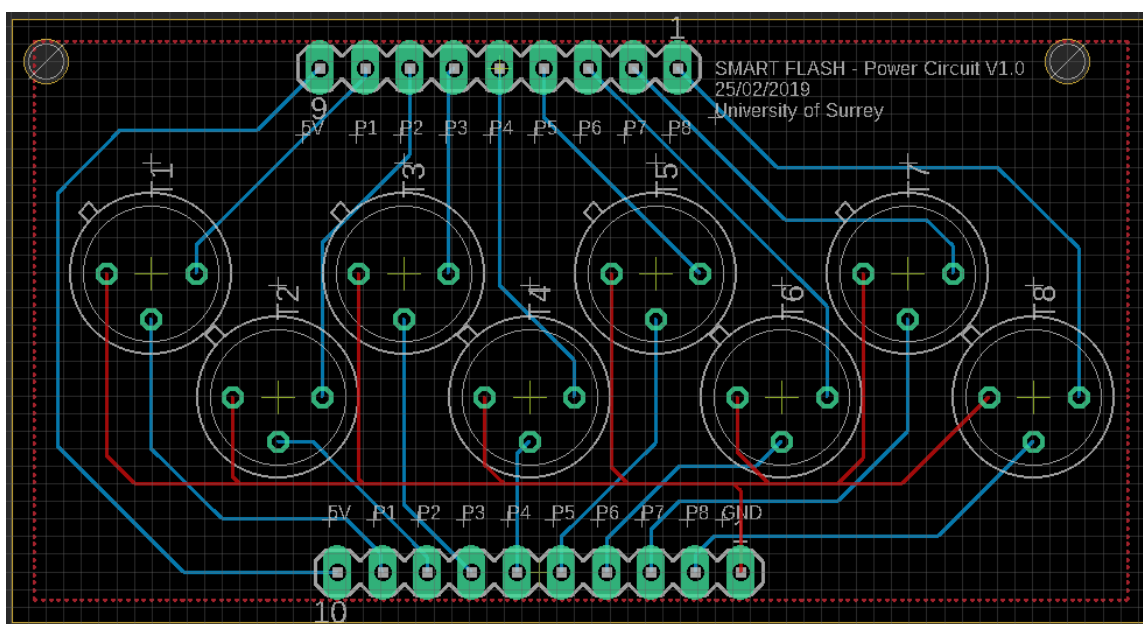 1
SMART FLASH - Power Circuit V1.0
25/02/2019
University of Surrey
9
5V P1 P2 P3 P4 P5 P6 P7 P8
T1 T3 T5 T7
T2 T4 T6 T8
5V P1 P2 P3 P4 P5 P6 P7 P8 GND
1
10